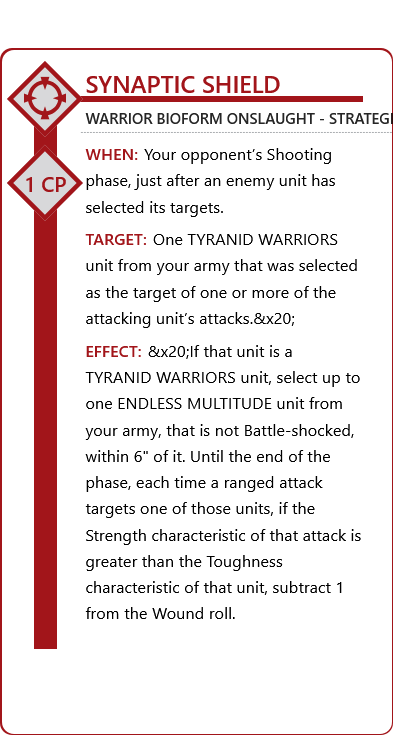 SYNAPTIC SHIELD
WARRIOR BIOFORM ONSLAUGHT - STRATEG
1 CP
WHEN: Your opponent’s Shooting
phase, just after an enemy unit has
selected its targets.
TARGET: One TYRANID WARRIORS
unit from your army that was selected
as the target of one or more of the
attacking unit’s attacks.&x20;
EFFECT: &x20;If that unit is a
TYRANID WARRIORS unit, select up to
one ENDLESS MULTITUDE unit from
your army, that is not Battle-shocked,
within 6" of it. Until the end of the
phase, each time a ranged attack
targets one of those units, if the
Strength characteristic of that attack is
greater than the Toughness
characteristic of that unit, subtract 1
from the Wound roll.